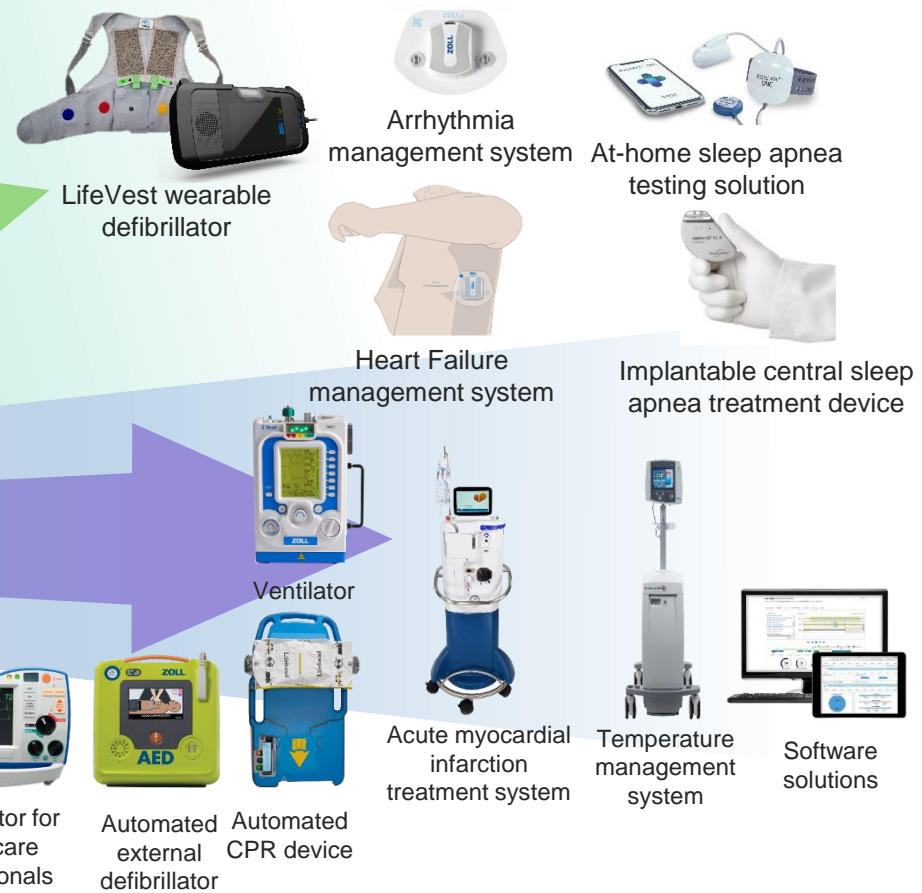 ZOLL
Arrhythmia
management system
At-home sleep apnea
testing solution
LifeVest wearable
defibrillator
Heart Failure
management system
Implantable central sleep
apnea treatment device
ZOLL
Ventilator
ZOLL
AED
LifeBand
Acute myocardial
infarction
treatment system
Temperature
management
system
Software
solutions
tor for
care
onals
Automated
external
defibrillator
Automated
CPR device